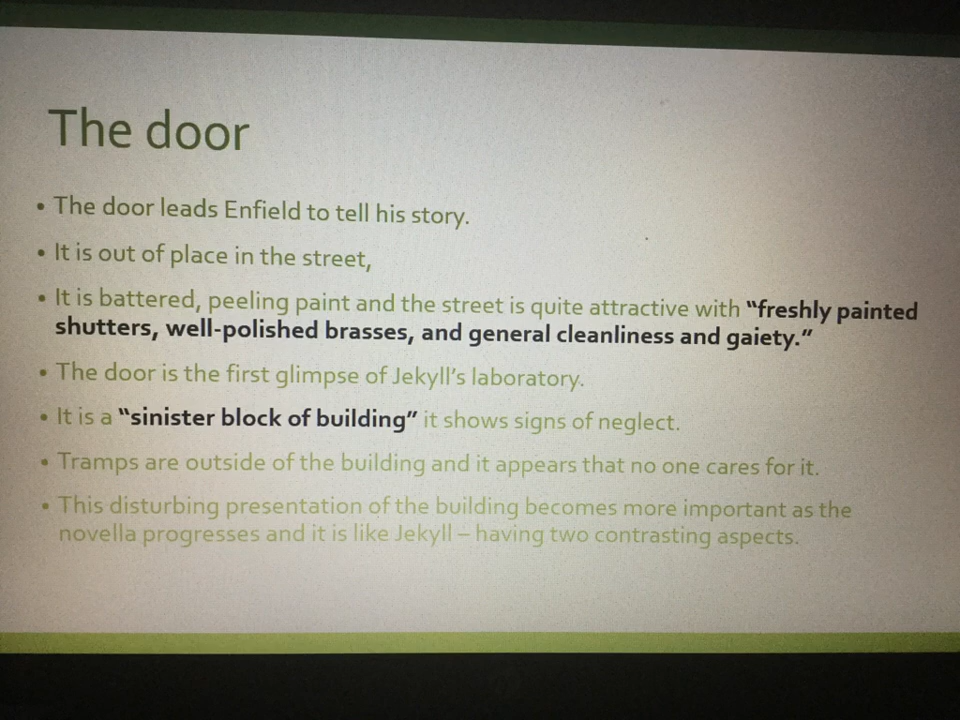 The door
• The door leads Enfield to tell his story.
• It is out of place in the street,
• It is battered, peeling paint and the street is quite attractive with “freshly painted
shutters, well-polished brasses, and general cleanliness and gaiety.”
• The door is the first glimpse of Jekyll’s laboratory.
• It is a “sinister block of building” it shows signs of neglect.
• Tramps are outside of the building and it appears that no one cares for it.
• This disturbing presentation of the building becomes more important as the
novella progresses and it is like Jekyll – having two contrasting aspects.